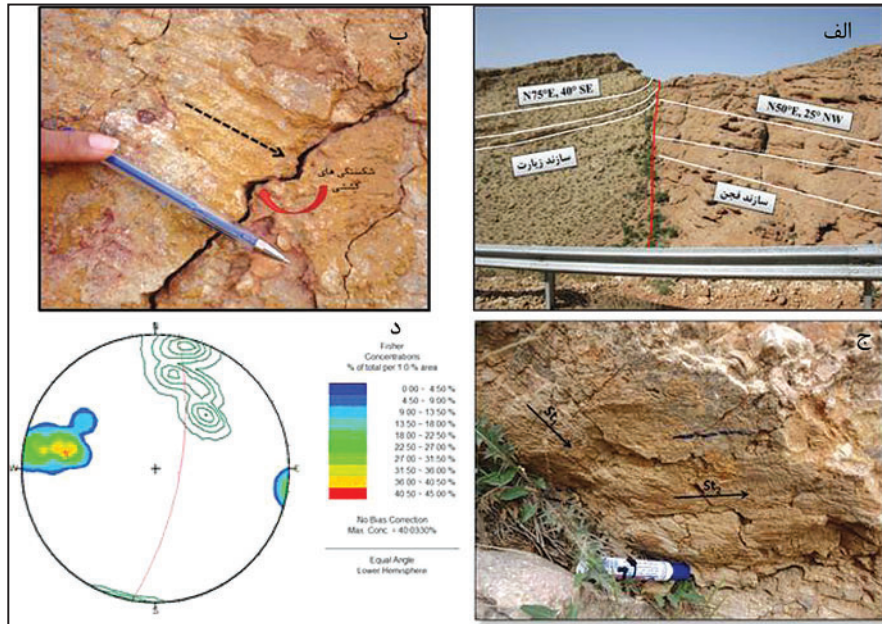 الف
N75°E, 40° SE
N50°E, 25° NW
سازند زیارت
سازند فجن
ب
شکستگی های
گششی
ج
St₁
St₂
د
N
W
E
S
Fisher
Concentrations
% of total per 1.0 % area
0.00 ~ 4.50 %
4.50 ~ 9.00 %
9.00 ~ 13.50 %
13.50 ~ 18.00 %
18.00 ~ 22.50 %
22.50 ~ 27.00 %
27.00 ~ 31.50 %
31.50 ~ 36.00 %
36.00 ~ 40.50 %
40.50 ~ 45.00 %
No Bias Correction
Max. Conc. = 40.0330%
Equal Angle
Lower Hemisphere